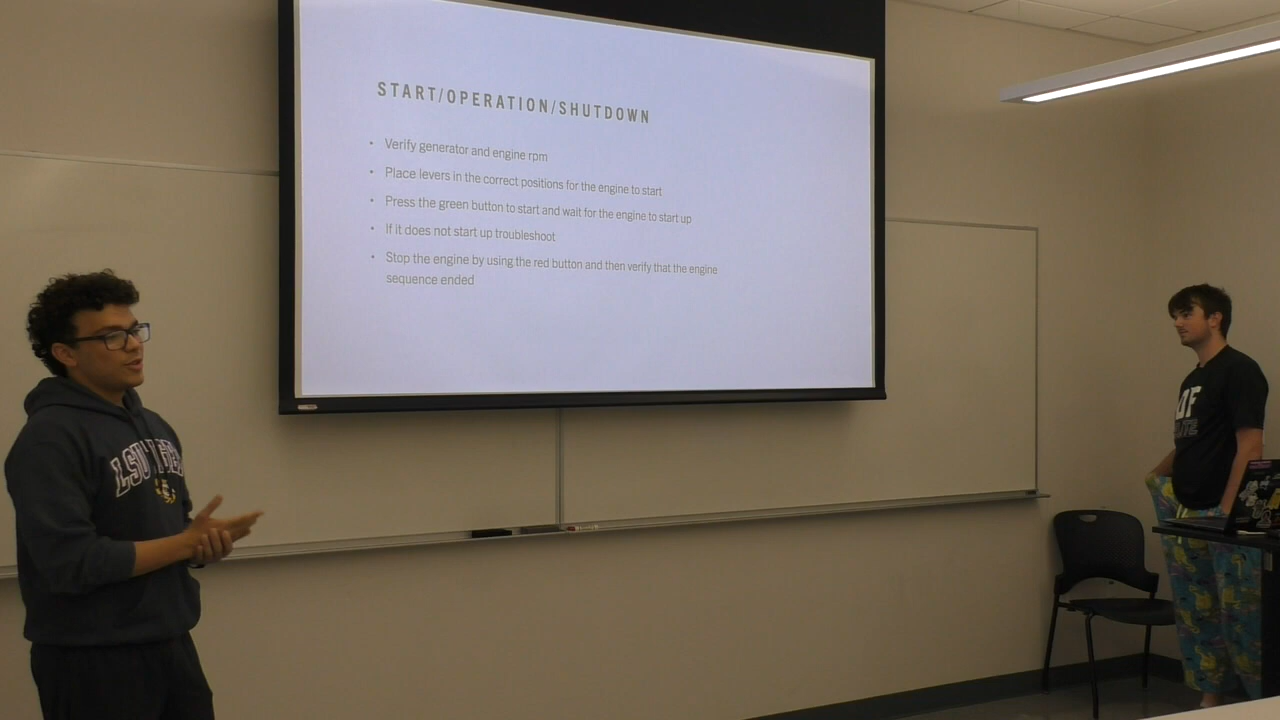 START/OPERATION/SHUTDOWN
• Verify generator and engine rpm
• Place levers in the correct positions for the engine to start
• Press the green button to start and wait for the engine to start up
• If it does not start up troubleshoot
• Stop the engine by using the red button and then verify that the engine
sequence ended
LSU